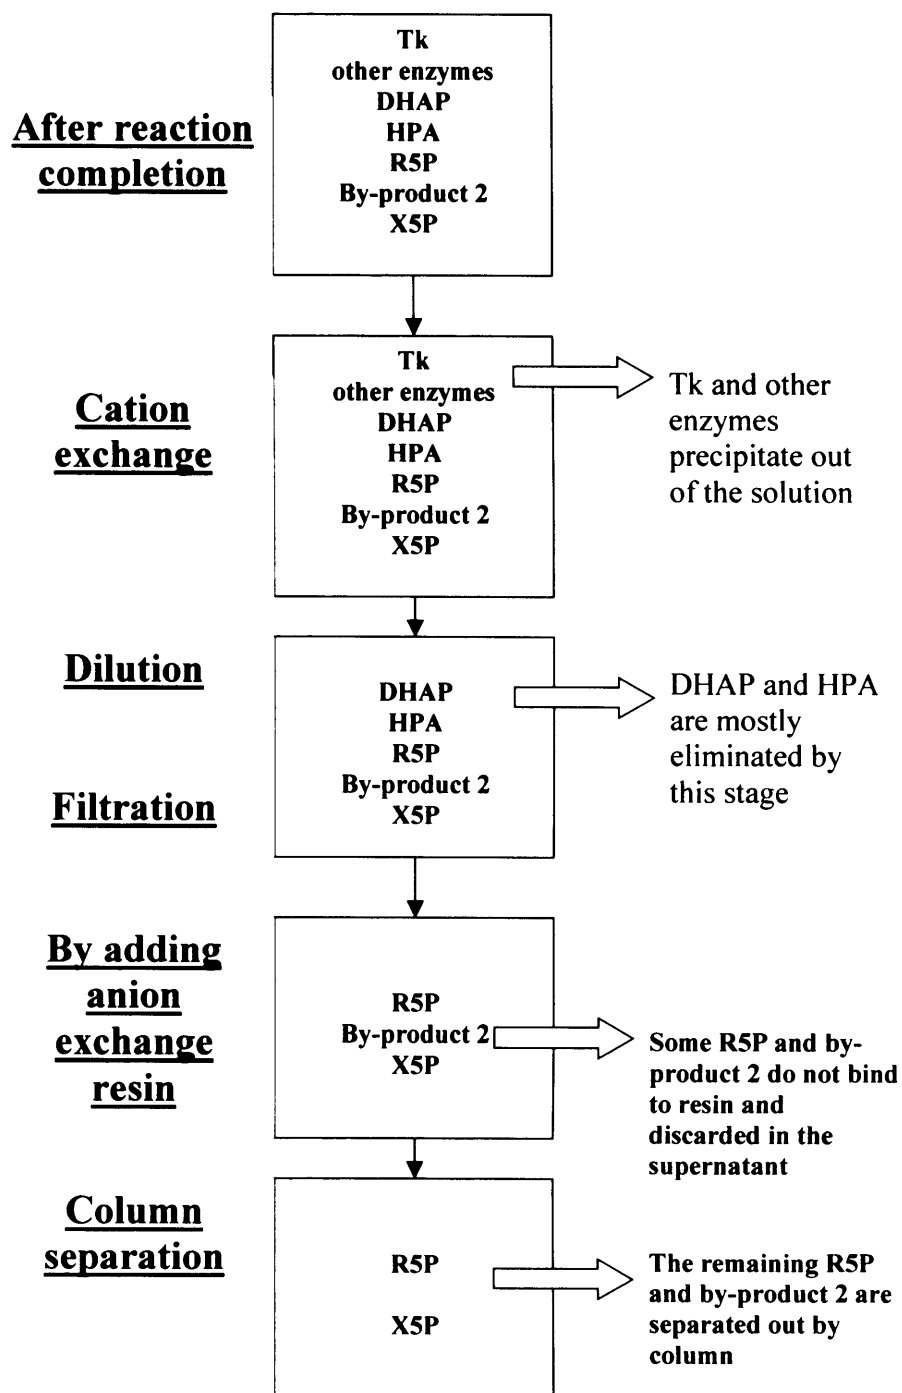 After reaction
completion
Tk
other enzymes
DHAP
HPA
R5P
By-product 2
X5P
Cation
exchange
Tk
other enzymes
DHAP
HPA
R5P
By-product 2
X5P
Tk and other
enzymes
precipitate out
of the solution
Dilution
Filtration
DHAP
HPA
R5P
By-product 2
X5P
DHAP and HPA
are mostly
eliminated by
this stage
By adding
anion
exchange
resin
R5P
By-product 2
X5P
Some R5P and by-
product 2 do not bind
to resin and
discarded in the
supernatant
Column
separation
R5P
X5P
The remaining R5P
and by-product 2 are
separated out by
column